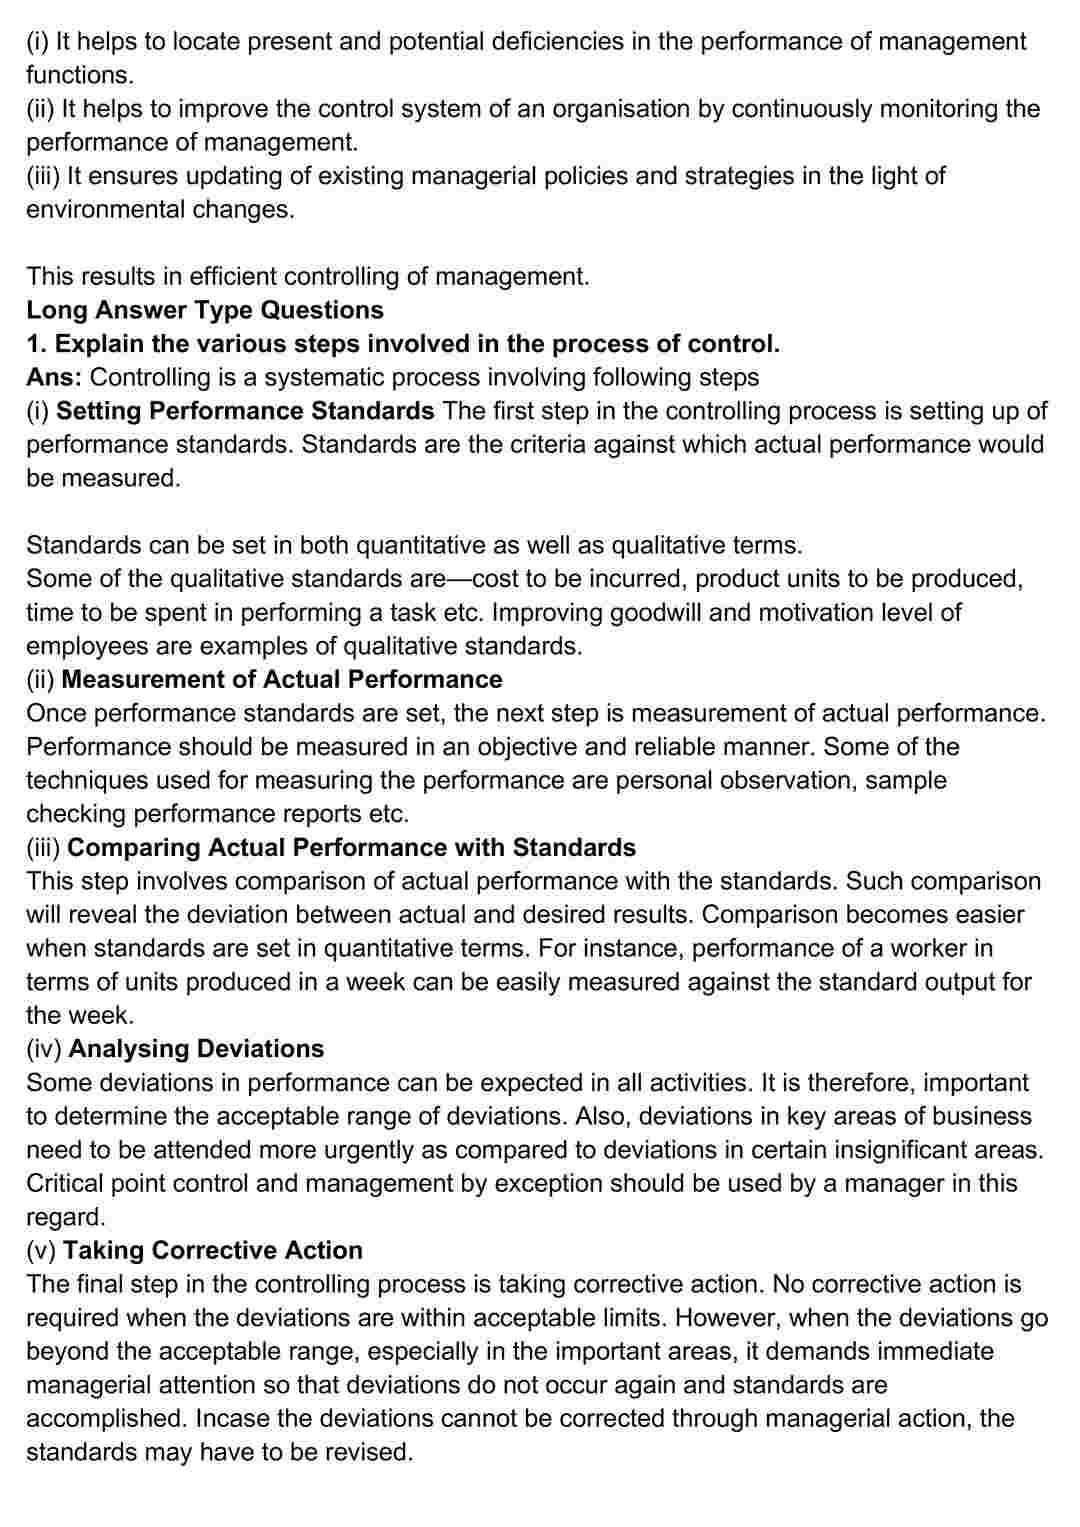 (i) It helps to locate present and potential deficiencies in the performance of management
functions.
(ii) It helps to improve the control system of an organisation by continuously monitoring the
performance of management.
(iii) It ensures updating of existing managerial policies and strategies in the light of
environmental changes.
This results in efficient controlling of management.
Long Answer Type Questions
1. Explain the various steps involved in the process of control.
Ans: Controlling is a systematic process involving following steps
(i) Setting Performance Standards The first step in the controlling process is setting up of
performance standards. Standards are the criteria against which actual performance would
be measured.
Standards can be set in both quantitative as well as qualitative terms.
Some of the qualitative standards are—cost to be incurred, product units to be produced,
time to be spent in performing a task etc. Improving goodwill and motivation level of
employees are examples of qualitative standards.
(ii) Measurement of Actual Performance
Once performance standards are set, the next step is measurement of actual performance.
Performance should be measured in an objective and reliable manner. Some of the
techniques used for measuring the performance are personal observation, sample
checking performance reports etc.
(iii) Comparing Actual Performance with Standards
This step involves comparison of actual performance with the standards. Such comparison
will reveal the deviation between actual and desired results. Comparison becomes easier
when standards are set in quantitative terms. For instance, performance of a worker in
terms of units produced in a week can be easily measured against the standard output for
the week.
(iv) Analysing Deviations
Some deviations in performance can be expected in all activities. It is therefore, important
to determine the acceptable range of deviations. Also, deviations in key areas of business
need to be attended more urgently as compared to deviations in certain insignificant areas.
Critical point control and management by exception should be used by a manager in this
regard.
(v) Taking Corrective Action
The final step in the controlling process is taking corrective action. No corrective action is
required when the deviations are within acceptable limits. However, when the deviations go
beyond the acceptable range, especially in the important areas, it demands immediate
managerial attention so that deviations do not occur again and standards are
accomplished. Incase the deviations cannot be corrected through managerial action, the
standards may have to be revised.